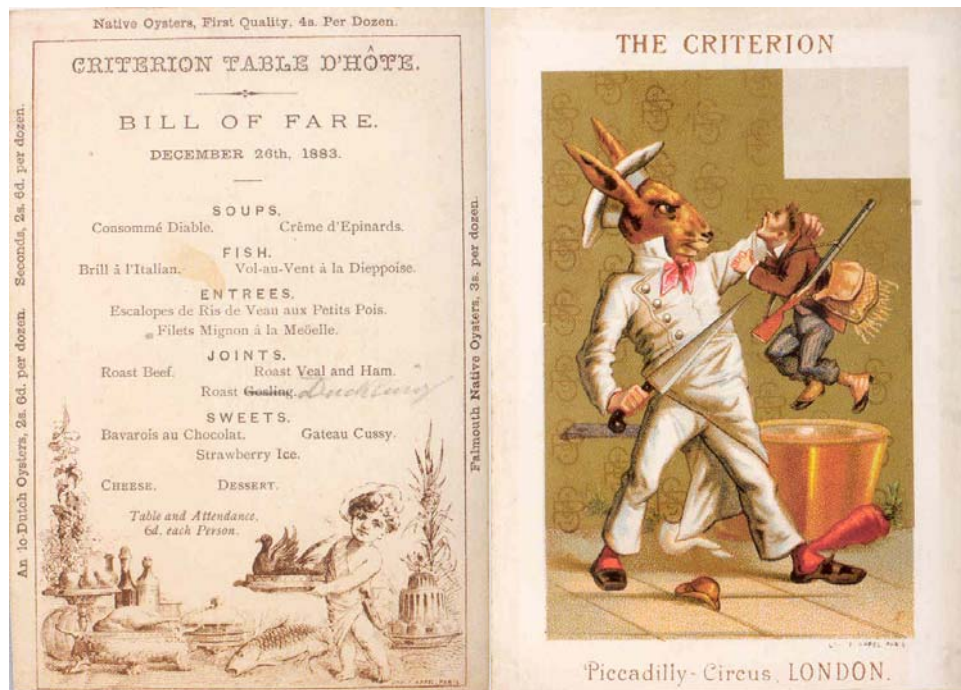 Native Oysters, First Quality, 4s. Per Dozen.
CRITERION TABLE D'HÔTE.
BILL OF FARE.
DECEMBER 26th, 1883.
SOUPS.
Consommé Diable. Crême d'Epinards.
FISH.
Brill à l'Italian. Vol-au-Vent à la Dieppoise.
ENTREES.
Escalopes de Ris de Veau aux Petits Pois.
Filets Mignon à la Meöelle.
JOINTS.
Roast Beef. Roast Veal and Ham.
Roast Gosling. Duckling
SWEETS.
Bavarois au Chocolat. Gateau Cussy.
Strawberry Ice.
CHEESE. DESSERT.
Table and Attendance,
6d. each Person.
An 10 Dutch Oysters, 2s. 6d. per dozen. Seconds, 2s. 6d. per dozen.
Falmouth Native Oysters, 3s. per dozen.
THE CRITERION
Piccadilly-Circus, LONDON.